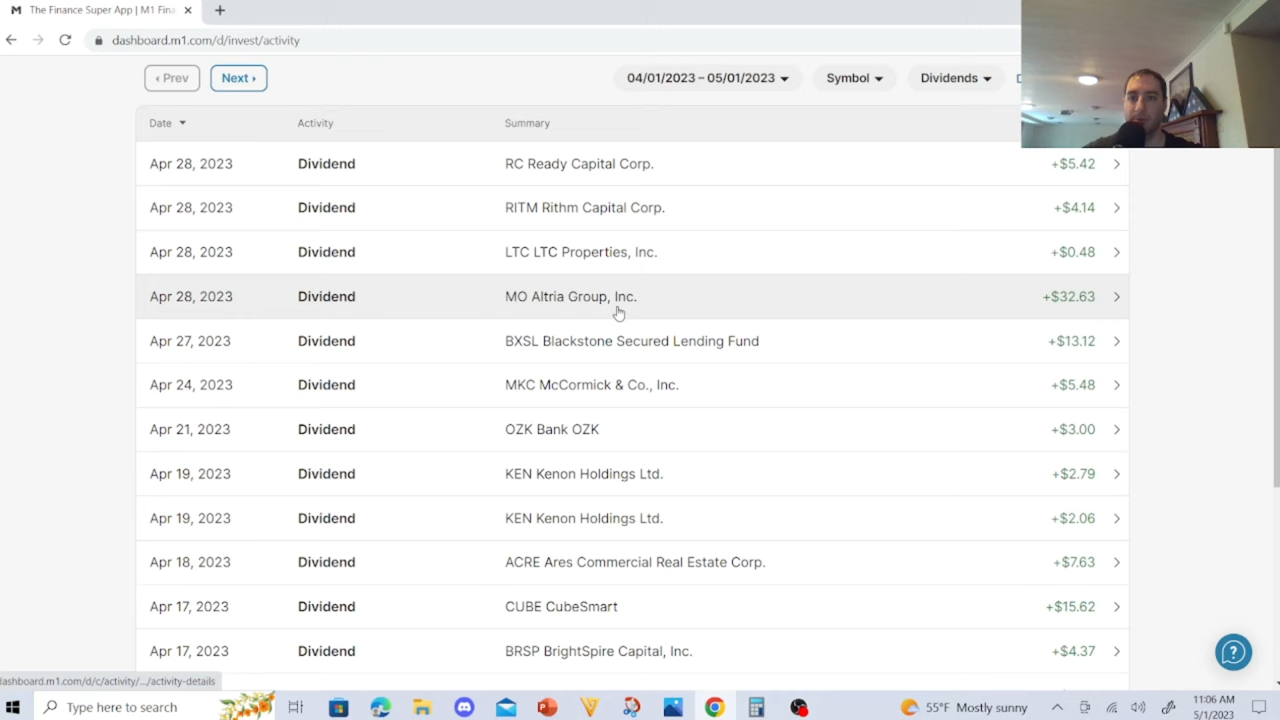 The Finance Super App | M1 Fina
dashboard.m1.com/d/invest/activity
‹ Prev Next › 04/01/2023 – 05/01/2023 Symbol Dividends
Date Activity Summary
Apr 28, 2023 Dividend RC Ready Capital Corp. +$5.42
Apr 28, 2023 Dividend RITM Rithm Capital Corp. +$4.14
Apr 28, 2023 Dividend LTC LTC Properties, Inc. +$0.48
Apr 28, 2023 Dividend MO Altria Group, Inc. +$32.63
Apr 27, 2023 Dividend BXSL Blackstone Secured Lending Fund +$13.12
Apr 24, 2023 Dividend MKC McCormick & Co., Inc. +$5.48
Apr 21, 2023 Dividend OZK Bank OZK +$3.00
Apr 19, 2023 Dividend KEN Kenon Holdings Ltd. +$2.79
Apr 19, 2023 Dividend KEN Kenon Holdings Ltd. +$2.06
Apr 18, 2023 Dividend ACRE Ares Commercial Real Estate Corp. +$7.63
Apr 17, 2023 Dividend CUBE CubeSmart +$15.62
Apr 17, 2023 Dividend BRSP BrightSpire Capital, Inc. +$4.37
dashboard.m1.com/d/c/activity/.../activity-details
Type here to search 55°F Mostly sunny 11:06 AM
5/1/2023